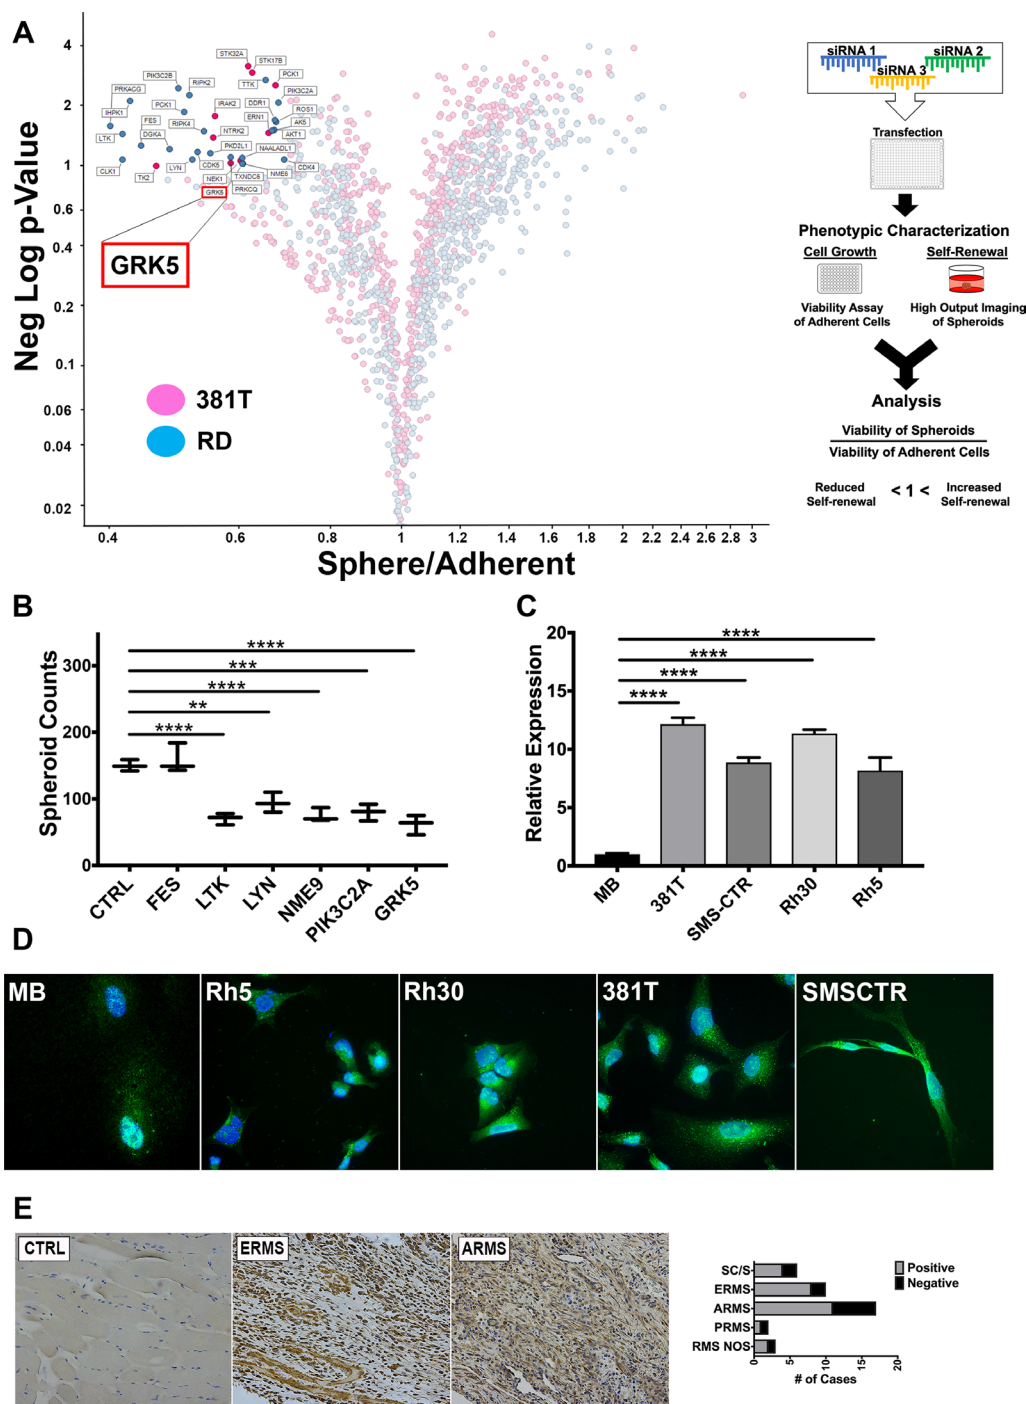 A
Neg Log p-Value
4
2
1
0.6
0.4
0.2
0.1
0.06
0.04
0.02
0.4
0.6
0.8
1
1.2
1.4
1.6
1.8
2
2.2
2.4
2.6
2.8
3
Sphere/Adherent
STK32A
STK17B
PIK3C2B
RIPK2
TTK
PCK1
PRKACG
PIK3C2A
PCK1
IRAK2
DDR1
ROS1
IHPK1
FES
RIPK4
ERN1
AK5
LTK
DGKA
NTRK2
AKT1
PKD2L1
NAALADL1
CLK1
TK2
LYN
CDK5
NEK1
TXNDC6
NME6
CDK4
GRK5
PRKCQ
GRK5
381T
RD
siRNA 1
siRNA 2
siRNA 3
Transfection
Phenotypic Characterization
Cell Growth
Self-Renewal
Viability Assay
of Adherent Cells
High Output Imaging
of Spheroids
Analysis
Viability of Spheroids
Viability of Adherent Cells
Reduced
Self-renewal
< 1 <
Increased
Self-renewal
B
Spheroid Counts
300
200
100
0
****
***
****
**
****
CTRL
FES
LTK
LYN
NME9
PIK3C2A
GRK5
C
Relative Expression
20
15
10
5
0
****
****
****
****
MB
381T
SMS-CTR
Rh30
Rh5
D
MB
Rh5
Rh30
381T
SMSCTR
E
CTRL
ERMS
ARMS
SC/S
ERMS
ARMS
PRMS
RMS NOS
Positive
Negative
0
5
10
15
20
# of Cases